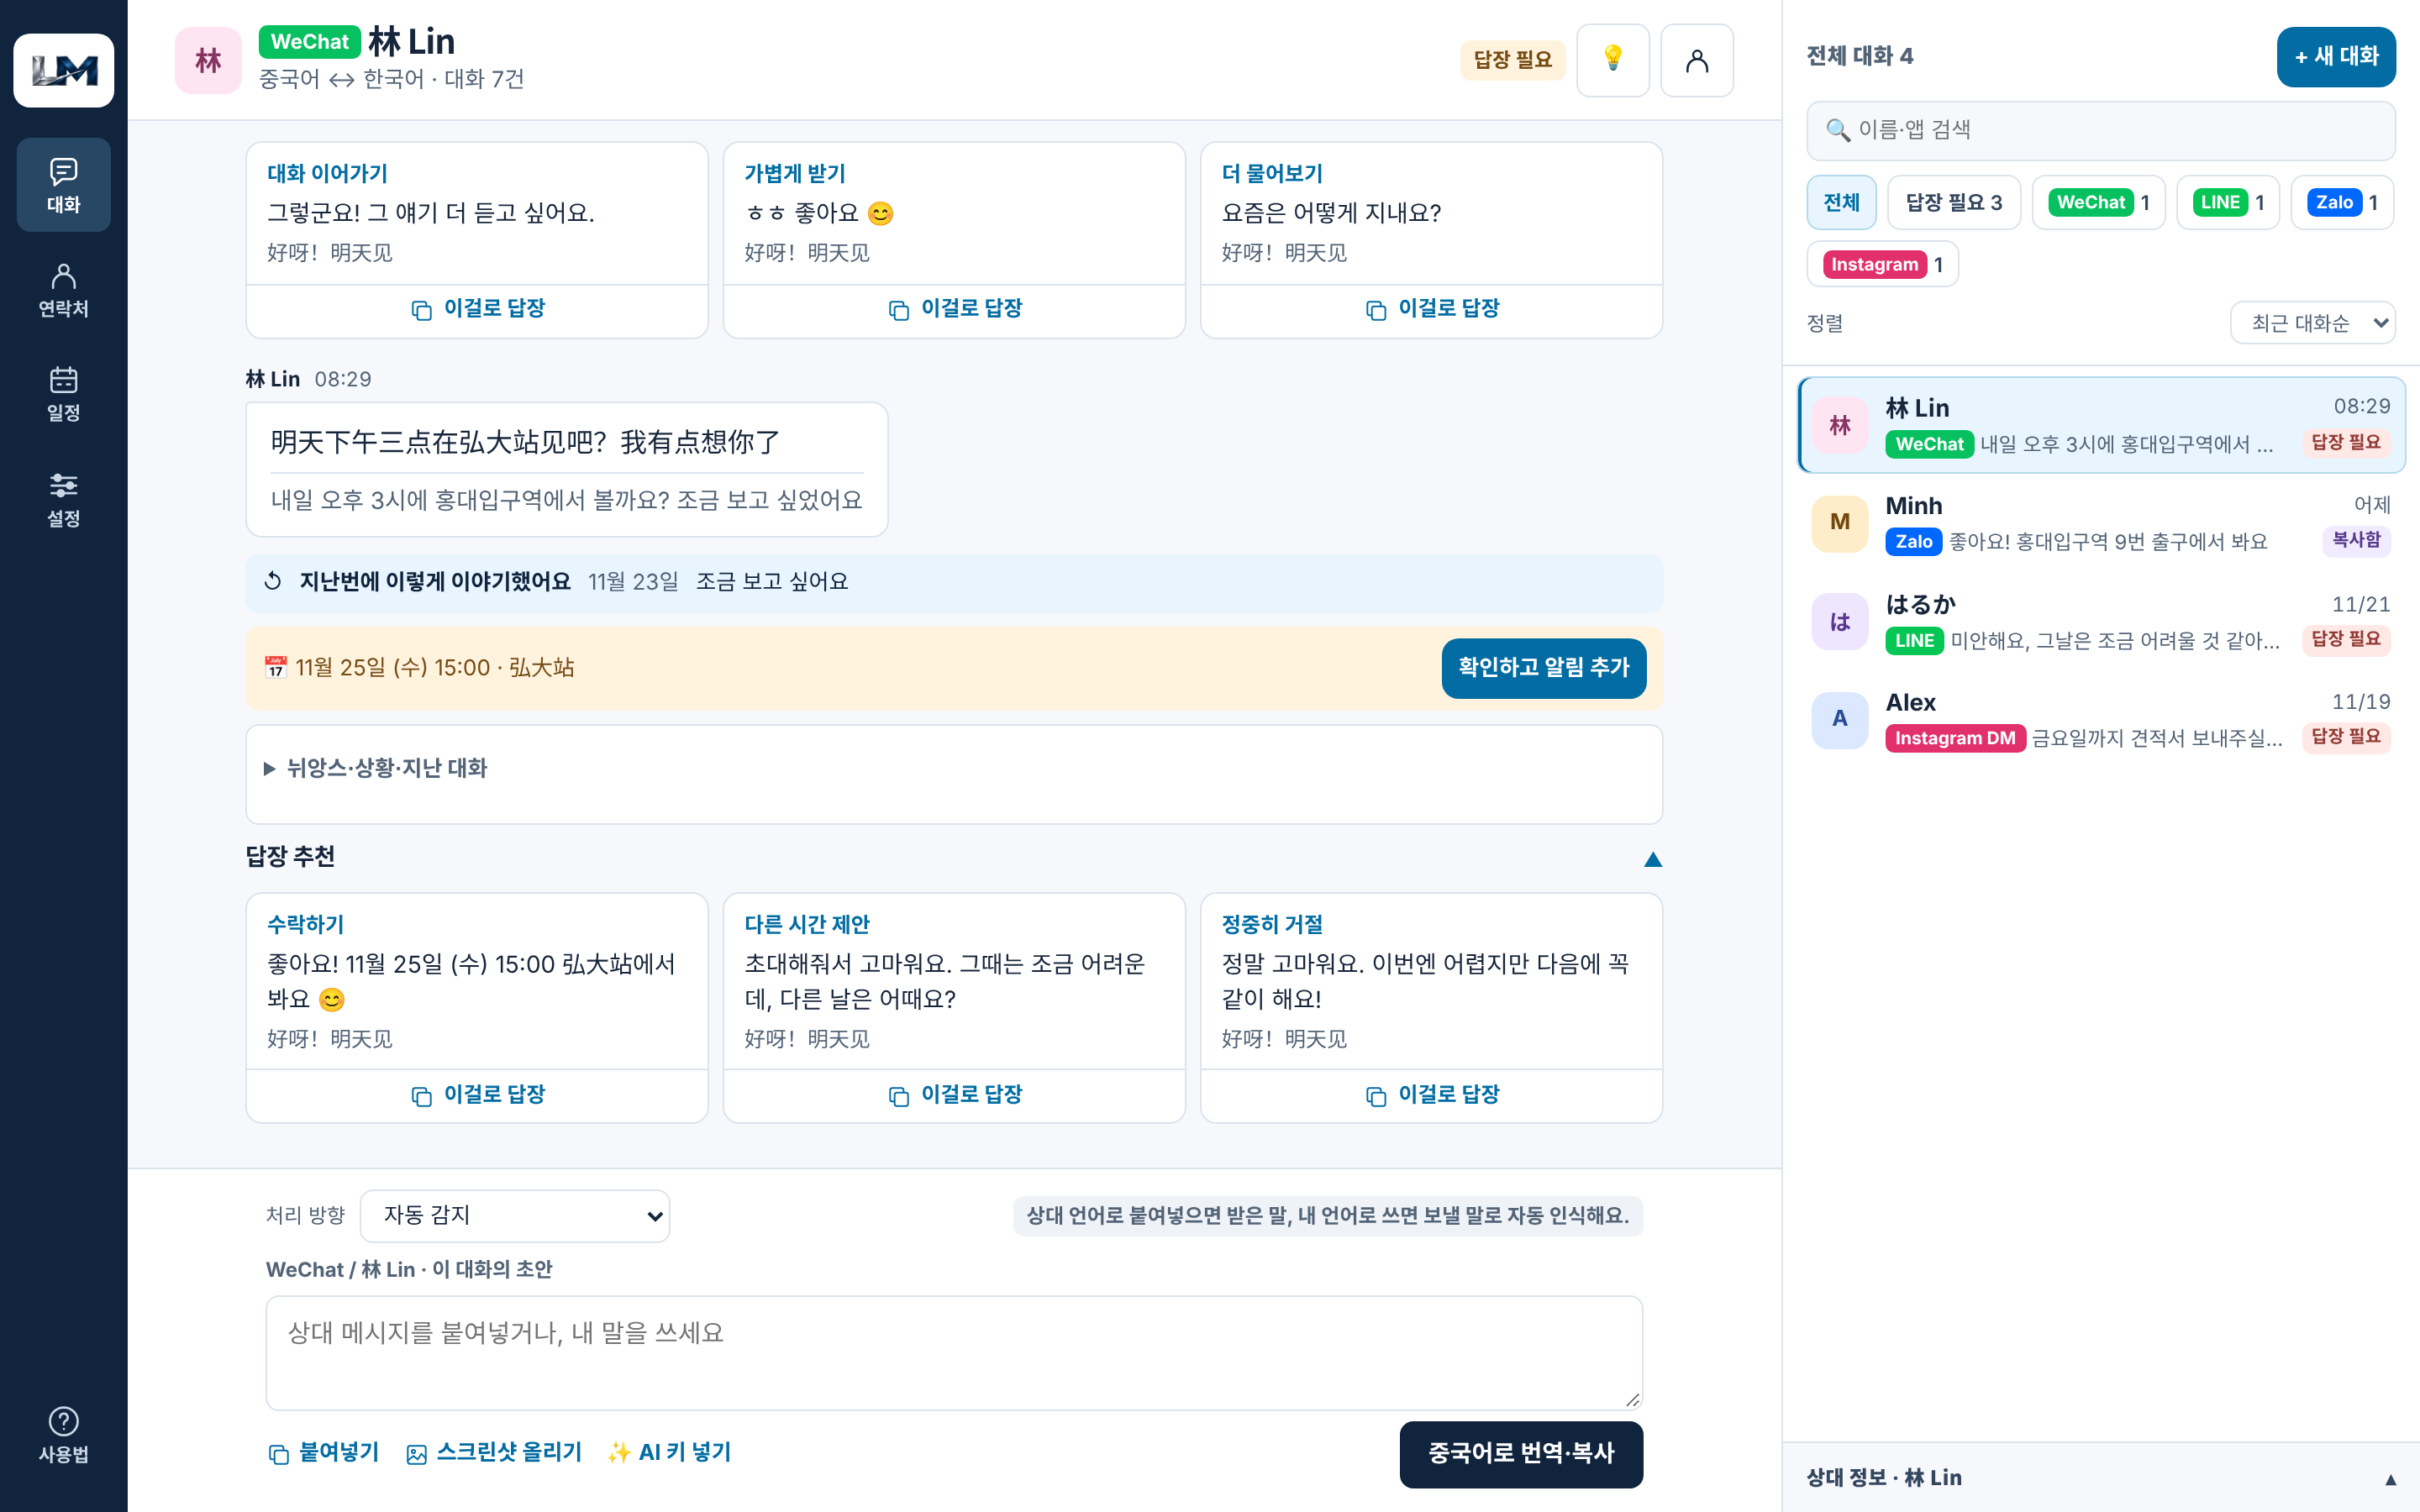 LM
대화
연락처
일정
설정
사용법
林
WeChat 林 Lin
중국어 ↔ 한국어 · 대화 7건
답장 필요
대화 이어가기
그렇군요! 그 얘기 더 듣고 싶어요.
好呀！明天见
이걸로 답장
가볍게 받기
ㅎㅎ 좋아요 😊
好呀！明天见
이걸로 답장
더 물어보기
요즘은 어떻게 지내요?
好呀！明天见
이걸로 답장
林 Lin 08:29
明天下午三点在弘大站见吧？我有点想你了
내일 오후 3시에 홍대입구역에서 볼까요? 조금 보고 싶었어요
지난번에 이렇게 이야기했어요 11월 23일 조금 보고 싶어요
📅 11월 25일 (수) 15:00 · 弘大站
확인하고 알림 추가
▶ 뉘앙스·상황·지난 대화
답장 추천 ▲
수락하기
좋아요! 11월 25일 (수) 15:00 弘大站에서
봐요 😊
好呀！明天见
이걸로 답장
다른 시간 제안
초대해줘서 고마워요. 그때는 조금 어려운
데, 다른 날은 어때요?
好呀！明天见
이걸로 답장
정중히 거절
정말 고마워요. 이번엔 어렵지만 다음에 꼭
같이 해요!
好呀！明天见
이걸로 답장
처리 방향 자동 감지
상대 언어로 붙여넣으면 받은 말, 내 언어로 쓰면 보낼 말로 자동 인식해요.
WeChat / 林 Lin · 이 대화의 초안
상대 메시지를 붙여넣거나, 내 말을 쓰세요
붙여넣기 스크린샷 올리기 ✨ AI 키 넣기
중국어로 번역·복사
전체 대화 4
+ 새 대화
🔍 이름·앱 검색
전체 답장 필요 3 WeChat 1 LINE 1 Zalo 1
Instagram 1
정렬 최근 대화순
林
林 Lin 08:29
WeChat 내일 오후 3시에 홍대입구역에서 ... 답장 필요
M
Minh 어제
Zalo 좋아요! 홍대입구역 9번 출구에서 봐요 복사함
は
はるか 11/21
LINE 미안해요, 그날은 조금 어려울 것 같아... 답장 필요
A
Alex 11/19
Instagram DM 금요일까지 견적서 보내주실... 답장 필요
상대 정보 · 林 Lin ▲